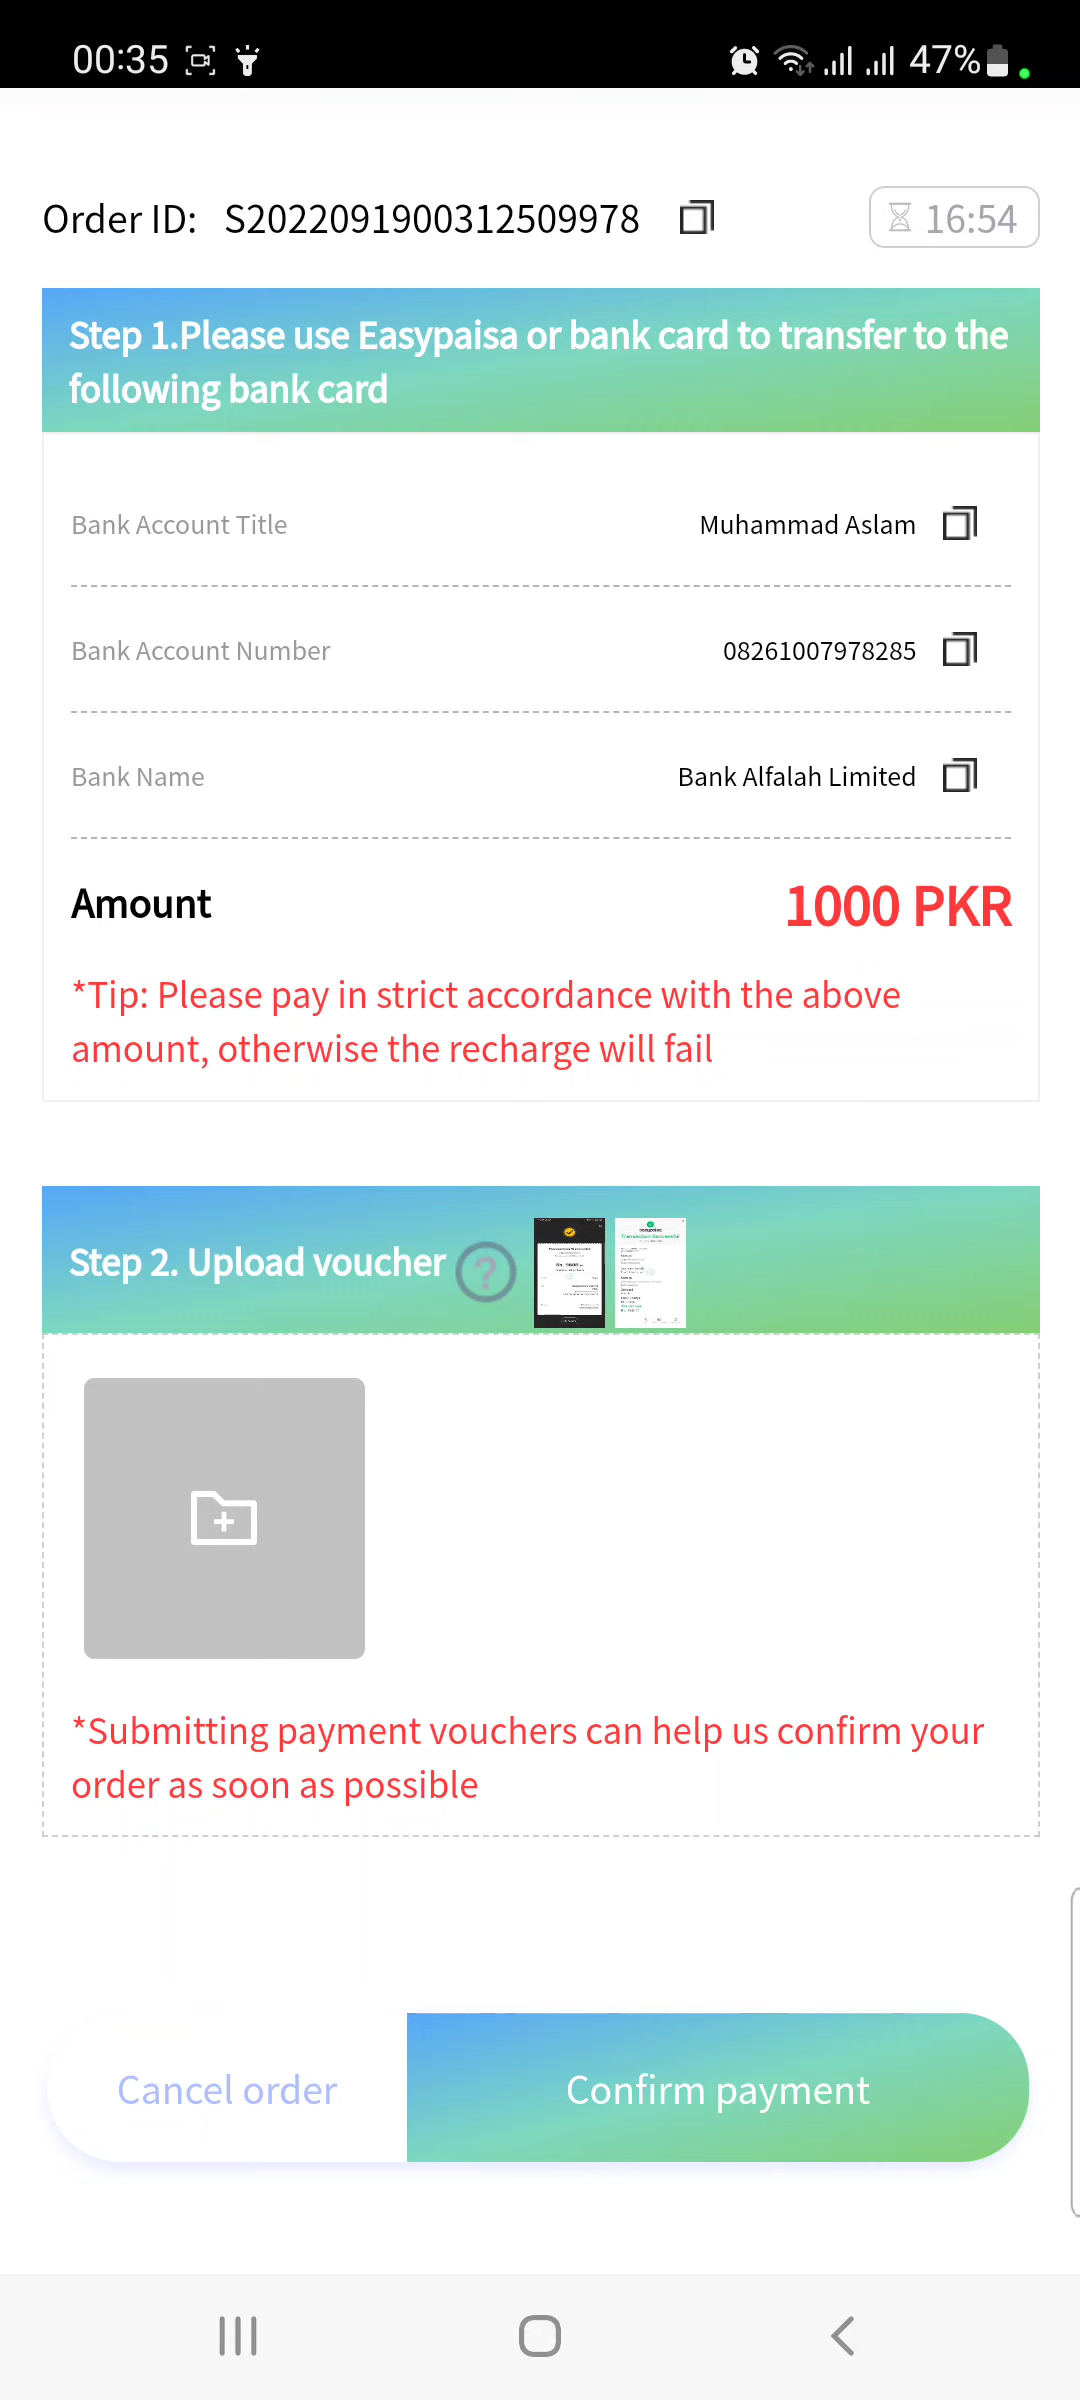 00:35
47%
Order ID: S2022091900312509978
16:54
Step 1.Please use Easypaisa or bank card to transfer to the
following bank card
Bank Account Title
Muhammad Aslam
Bank Account Number
08261007978285
Bank Name
Bank Alfalah Limited
Amount
1000 PKR
*Tip: Please pay in strict accordance with the above
amount, otherwise the recharge will fail
Step 2. Upload voucher
?
*Submitting payment vouchers can help us confirm your
order as soon as possible
Cancel order
Confirm payment